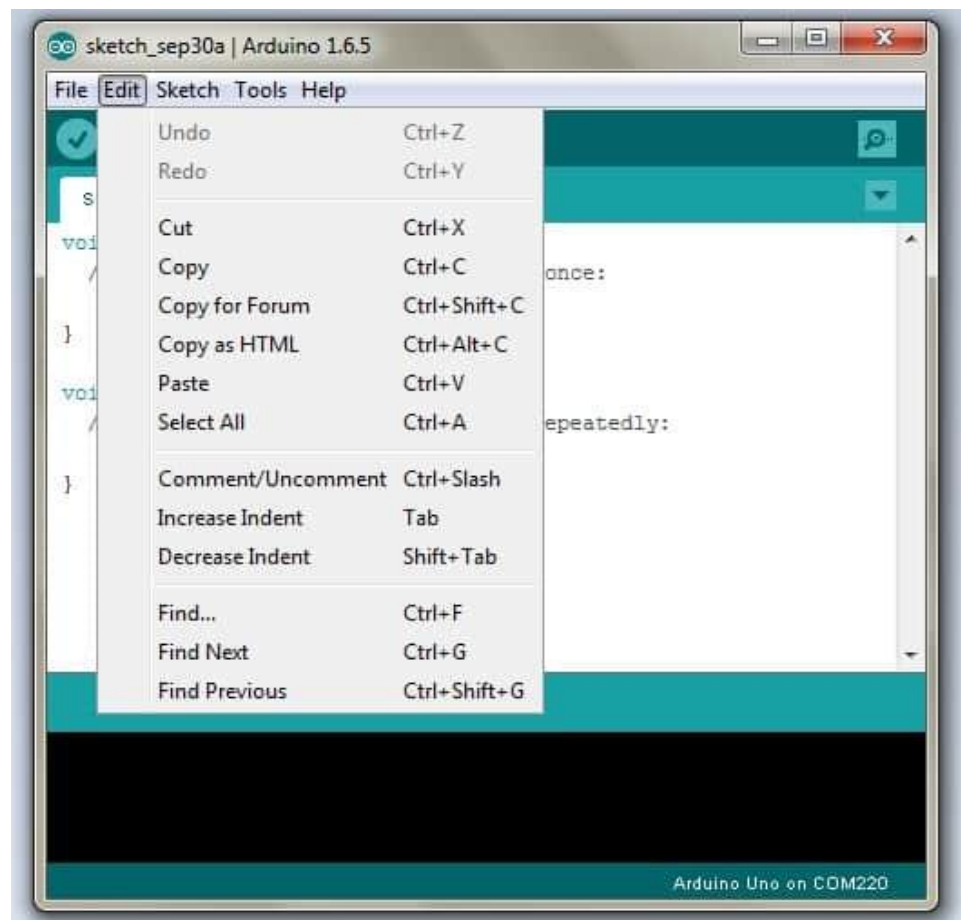 sketch_sep30a | Arduino 1.6.5
File Edit Sketch Tools Help
Undo Ctrl+Z
Redo Ctrl+Y
s
Cut Ctrl+X
voi
Copy Ctrl+C
/ once:
Copy for Forum Ctrl+Shift+C
}
Copy as HTML Ctrl+Alt+C
Paste Ctrl+V
voi
Select All Ctrl+A
/ epeatedly:
Comment/Uncomment Ctrl+Slash
}
Increase Indent Tab
Decrease Indent Shift+Tab
Find... Ctrl+F
Find Next Ctrl+G
Find Previous Ctrl+Shift+G
Arduino Uno on COM220